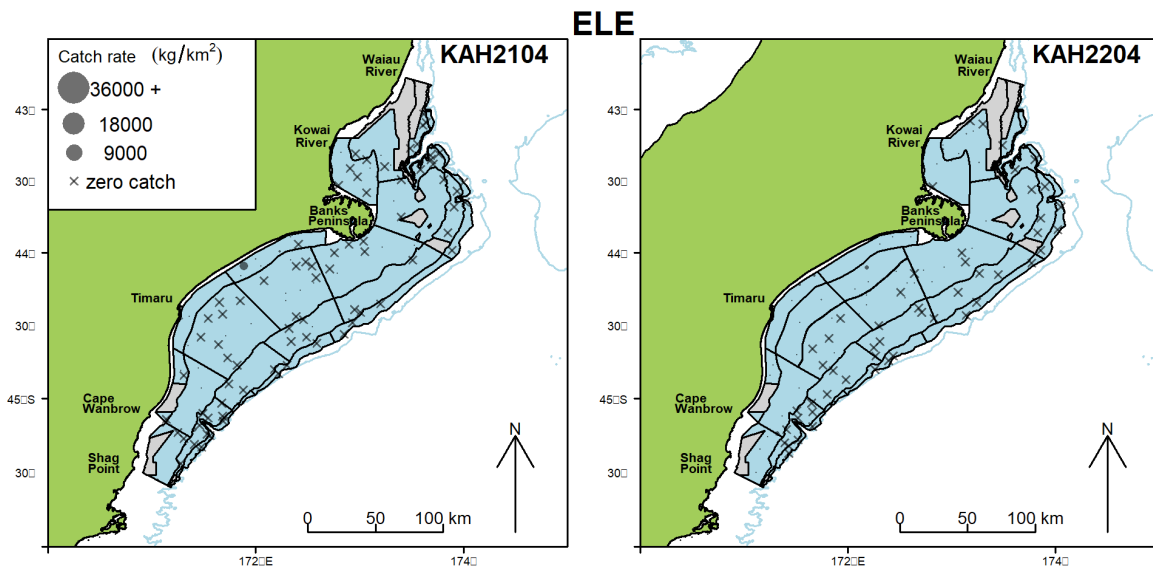 ELE
Catch rate (kg/km²)
36000 +
18000
9000
× zero catch
KAH2104
Waiau
River
Kowai
River
Banks
Peninsula
Timaru
Cape
Wanbrow
Shag
Point
N
0 50 100 km
43□
30□
44□
30□
45□S
30□
172□E
174□
KAH2204
Waiau
River
Kowai
River
Banks
Peninsula
Timaru
Cape
Wanbrow
Shag
Point
N
0 50 100 km
43□
30□
44□
30□
45□S
30□
172□E
174□